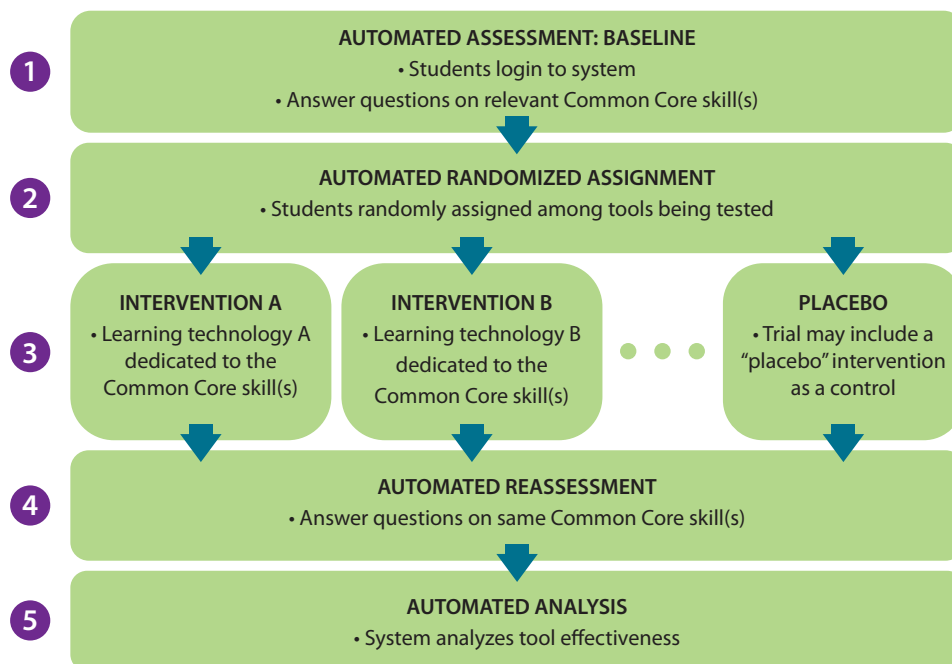 1
AUTOMATED ASSESSMENT: BASELINE
• Students login to system
• Answer questions on relevant Common Core skill(s)
2
AUTOMATED RANDOMIZED ASSIGNMENT
• Students randomly assigned among tools being tested
3
INTERVENTION A
• Learning technology A
dedicated to the
Common Core skill(s)
INTERVENTION B
• Learning technology B
dedicated to the
Common Core skill(s)
PLACEBO
• Trial may include a
“placebo” intervention
as a control
4
AUTOMATED REASSESSMENT
• Answer questions on same Common Core skill(s)
5
AUTOMATED ANALYSIS
• System analyzes tool effectiveness